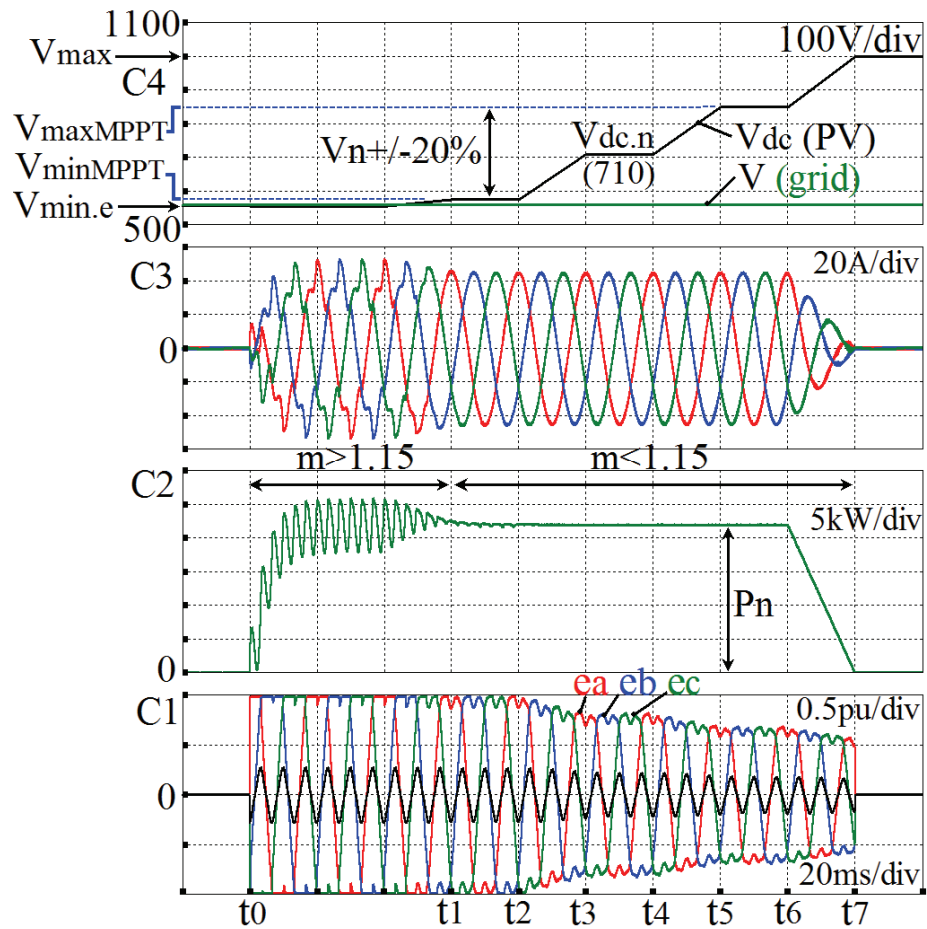 1100
100V/div
Vmax
C4
VmaxMPPT
Vn+/-20%
Vdc.n
(710)
Vdc (PV)
VminMPPT
V (grid)
Vmin.e
500
C3
20A/div
0
m>1.15
m<1.15
C2
5kW/div
Pn
0
C1
ea eb ec
0.5pu/div
0
20ms/div
t0 t1 t2 t3 t4 t5 t6 t7